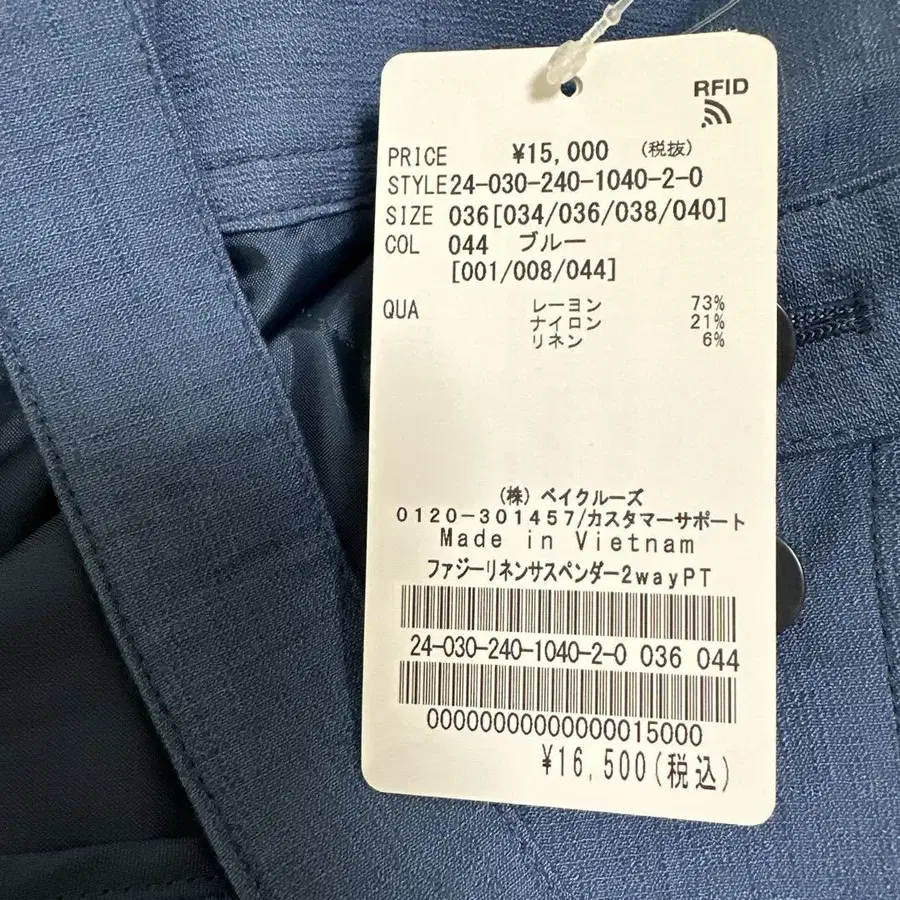 RFID
PRICE ¥15,000 (税抜)
STYLE24-030-240-1040-2-0
SIZE 036[034/036/038/040]
COL 044 ブルー
[001/008/044]
QUA レーヨン 73%
ナイロン 21%
リネン 6%
(株) ベイクルーズ
0120-301457/カスタマーサポート
Made in Vietnam
ファジーリネンサスペンダー2wayPT
24-030-240-1040-2-0 036 044
00000000000000015000
¥16,500(税込)